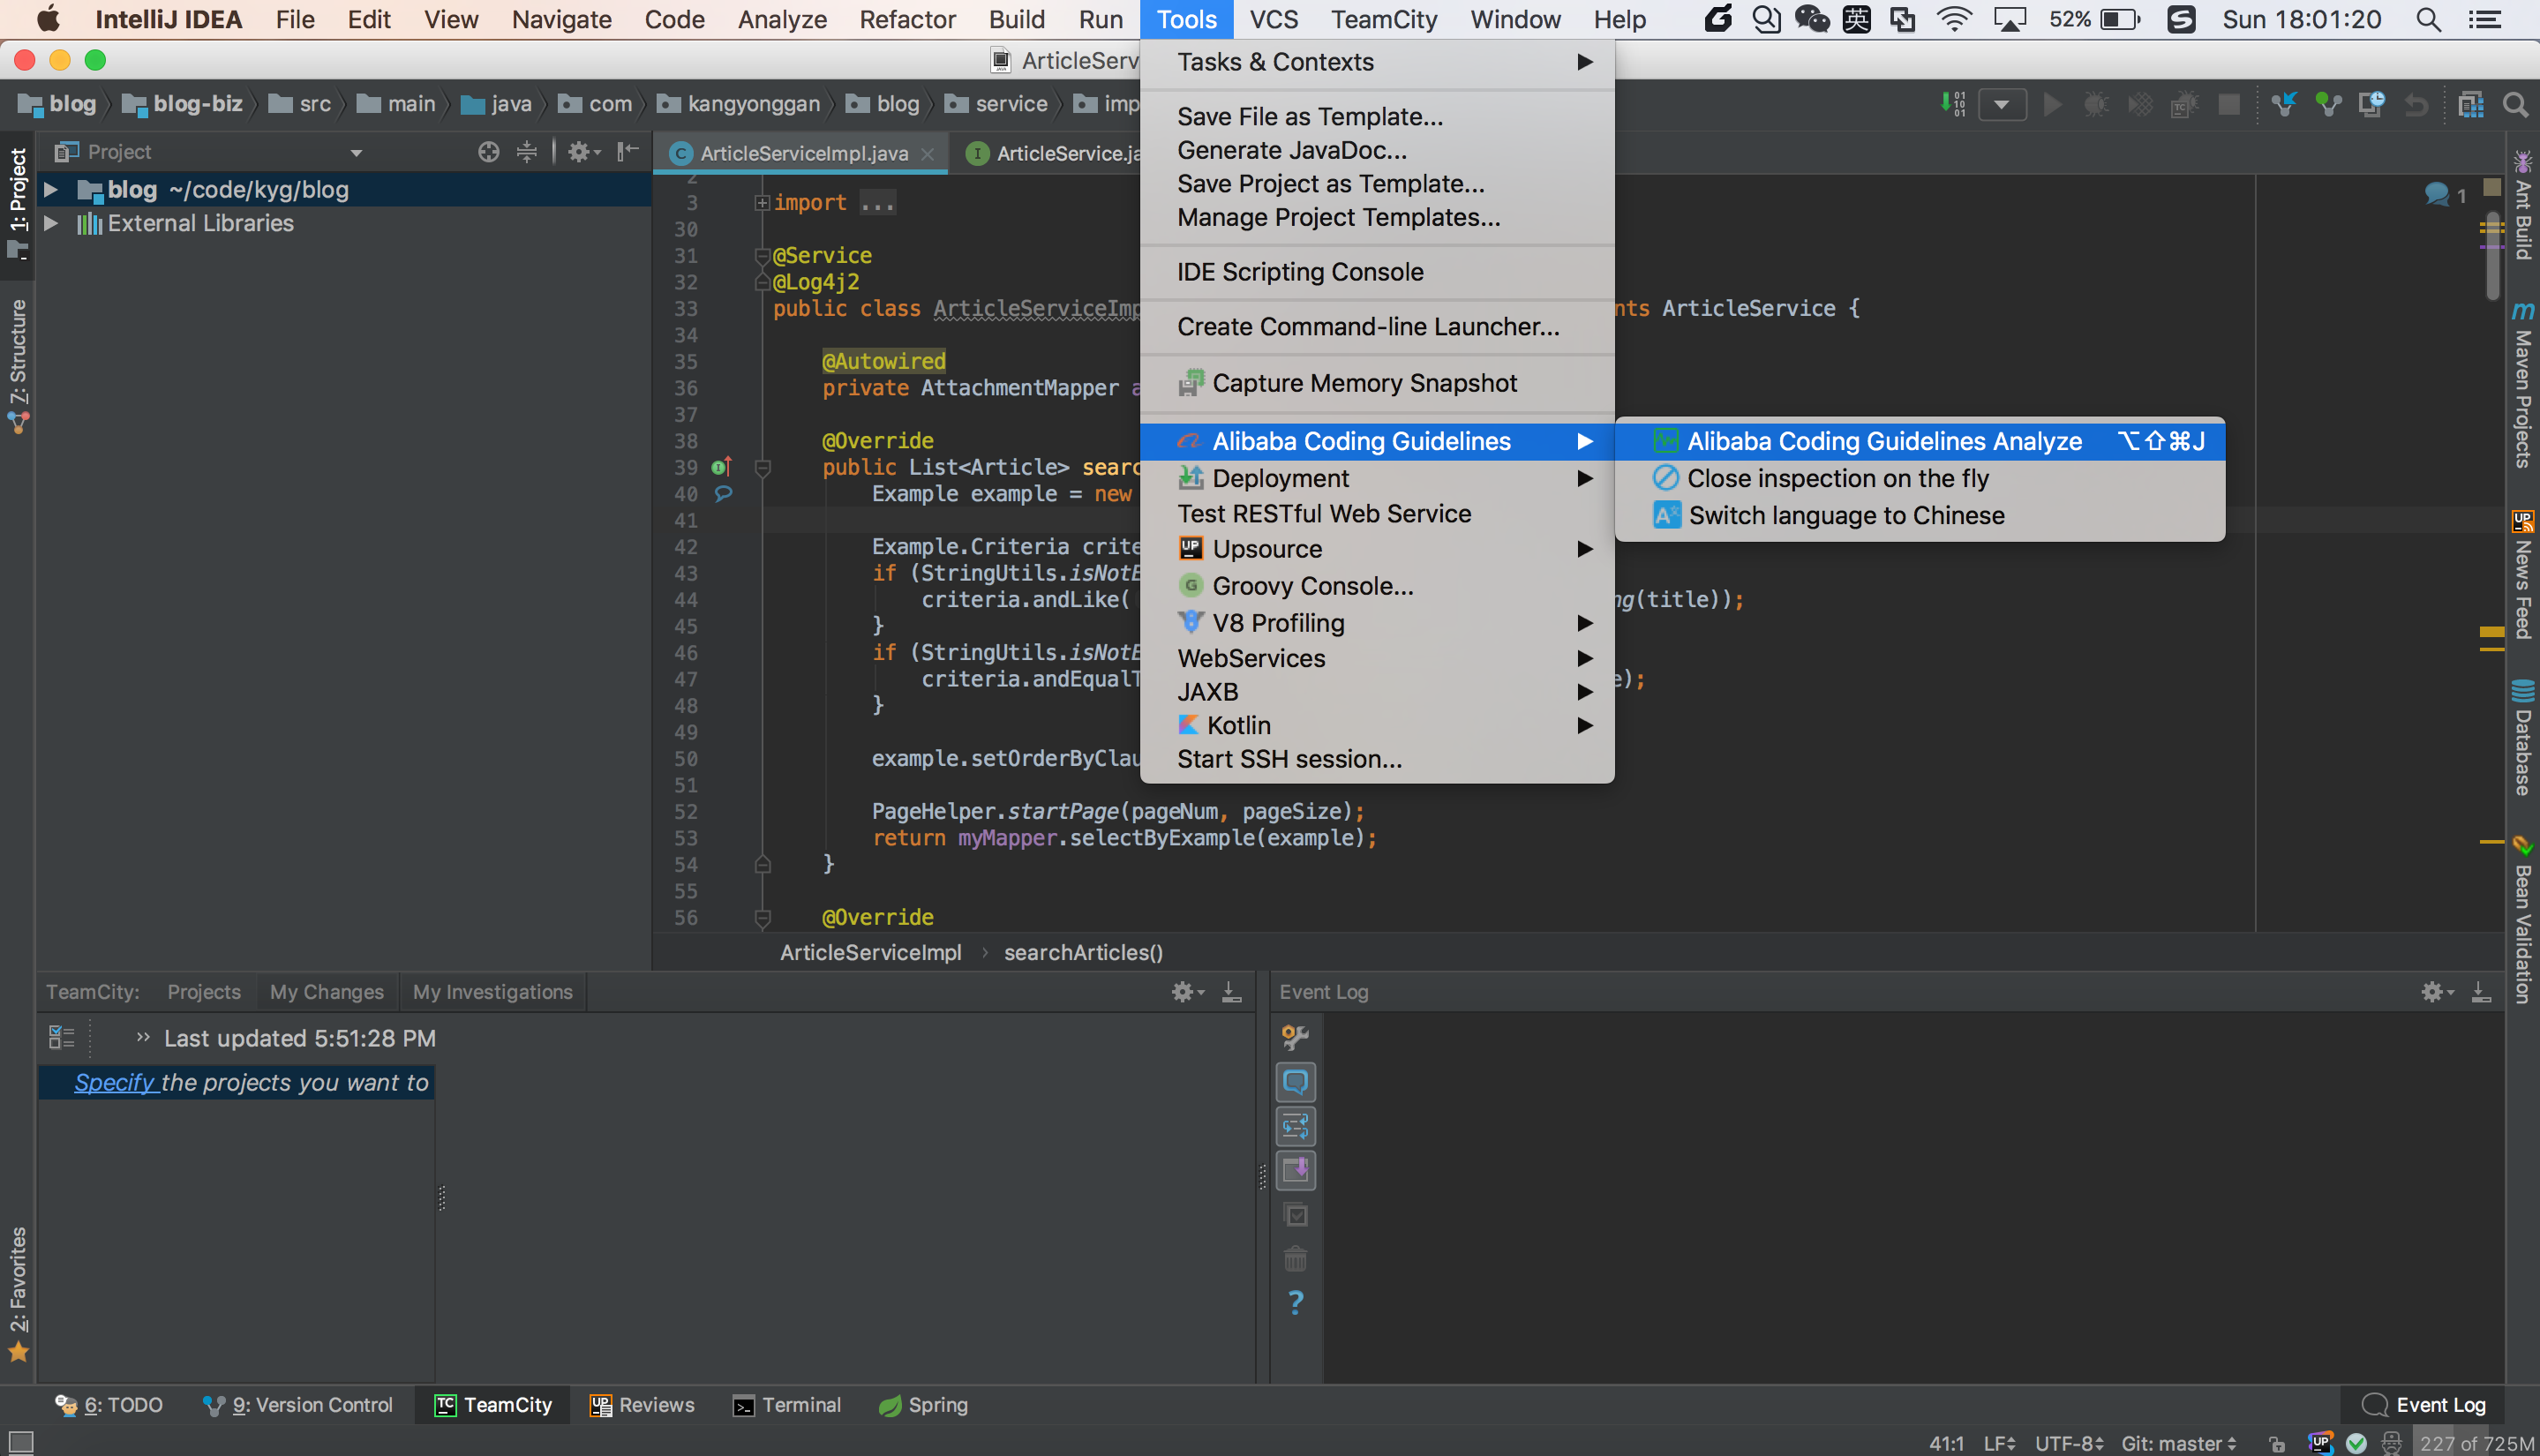 IntelliJ IDEA File Edit View Navigate Code Analyze Refactor Build Run Tools VCS TeamCity Window Help 英 52% Sun 18:01:20
ArticleServ
blog blog-biz src main java com kangyonggan blog service imp
1: Project
7: Structure
2: Favorites
Project
blog ~/code/kyg/blog
External Libraries
ArticleServiceImpl.java ArticleService.ja
2
3 import ...
30
31 @Service
32 @Log4j2
33 public class ArticleServiceImp nts ArticleService {
34
35 @Autowired
36 private AttachmentMapper a
37
38 @Override
39 public List<Article> searc
40 Example example = new
41
42 Example.Criteria crite
43 if (StringUtils.isNotE
44 criteria.andLike( ng(title));
45 }
46 if (StringUtils.isNotE
47 criteria.andEqualT e);
48 }
49
50 example.setOrderByClau
51
52 PageHelper.startPage(pageNum, pageSize);
53 return myMapper.selectByExample(example);
54 }
55
56 @Override
ArticleServiceImpl › searchArticles()
Tasks & Contexts
Save File as Template...
Generate JavaDoc...
Save Project as Template...
Manage Project Templates...
IDE Scripting Console
Create Command-line Launcher...
Capture Memory Snapshot
Alibaba Coding Guidelines
Deployment
Test RESTful Web Service
Upsource
Groovy Console...
V8 Profiling
WebServices
JAXB
Kotlin
Start SSH session...
Alibaba Coding Guidelines Analyze ⌥⇧⌘J
Close inspection on the fly
Switch language to Chinese
1
Ant Build
Maven Projects
News Feed
Database
Bean Validation
TeamCity: Projects My Changes My Investigations
» Last updated 5:51:28 PM
Specify the projects you want to
Event Log
6: TODO 9: Version Control TeamCity Reviews Terminal Spring Event Log
41:1 LF UTF-8 Git: master 227 of 725M